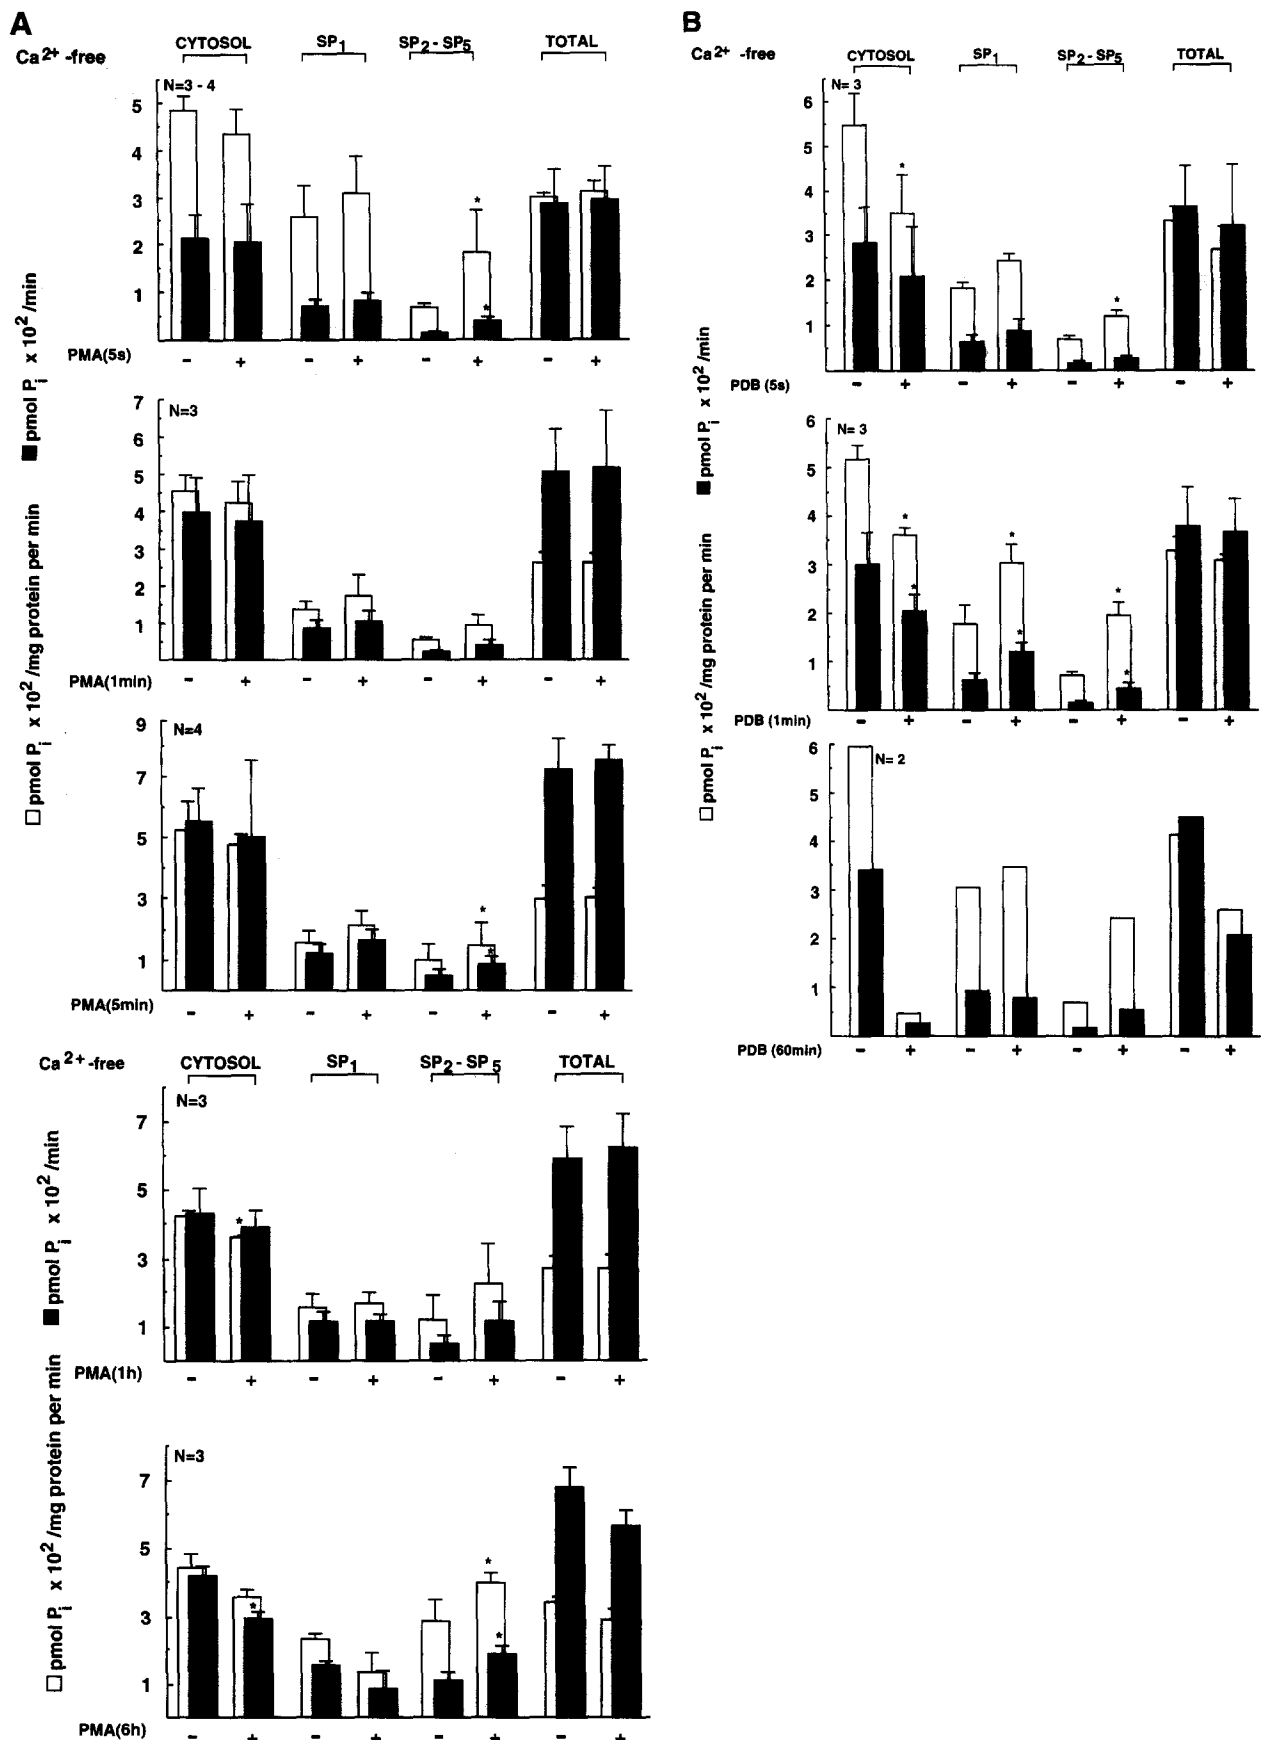 A
Ca2+ -free
CYTOSOL
SP1
SP2 - SP5
TOTAL
N=3 - 4
5
4
3
2
1
PMA(5s)
- + - + - + - +
7
N=3
6
5
4
3
2
1
PMA(1min)
- + - + - + - +
9
N=4
7
5
3
1
PMA(5min)
- + - + - + - +
□ pmol Pi x 10² /mg protein per min ■ pmol Pi x 10² /min
Ca2+ -free
CYTOSOL
SP1
SP2 - SP5
TOTAL
N=3
7
5
3
1
PMA(1h)
- + - + - + - +
N=3
7
5
3
1
PMA(6h)
- + - + - + - +
□ pmol Pi x 10² /mg protein per min ■ pmol Pi x 10² /min
B
Ca2+ -free
CYTOSOL
SP1
SP2 - SP5
TOTAL
N= 3
6
5
4
3
2
1
PDB (5s)
- + - + - + - +
6
N= 3
5
4
3
2
1
PDB (1min)
- + - + - + - +
6
N= 2
5
4
3
2
1
PDB (60min)
- + - + - + - +
□ pmol Pi x 10² /mg protein per min ■ pmol Pi x 10² /min